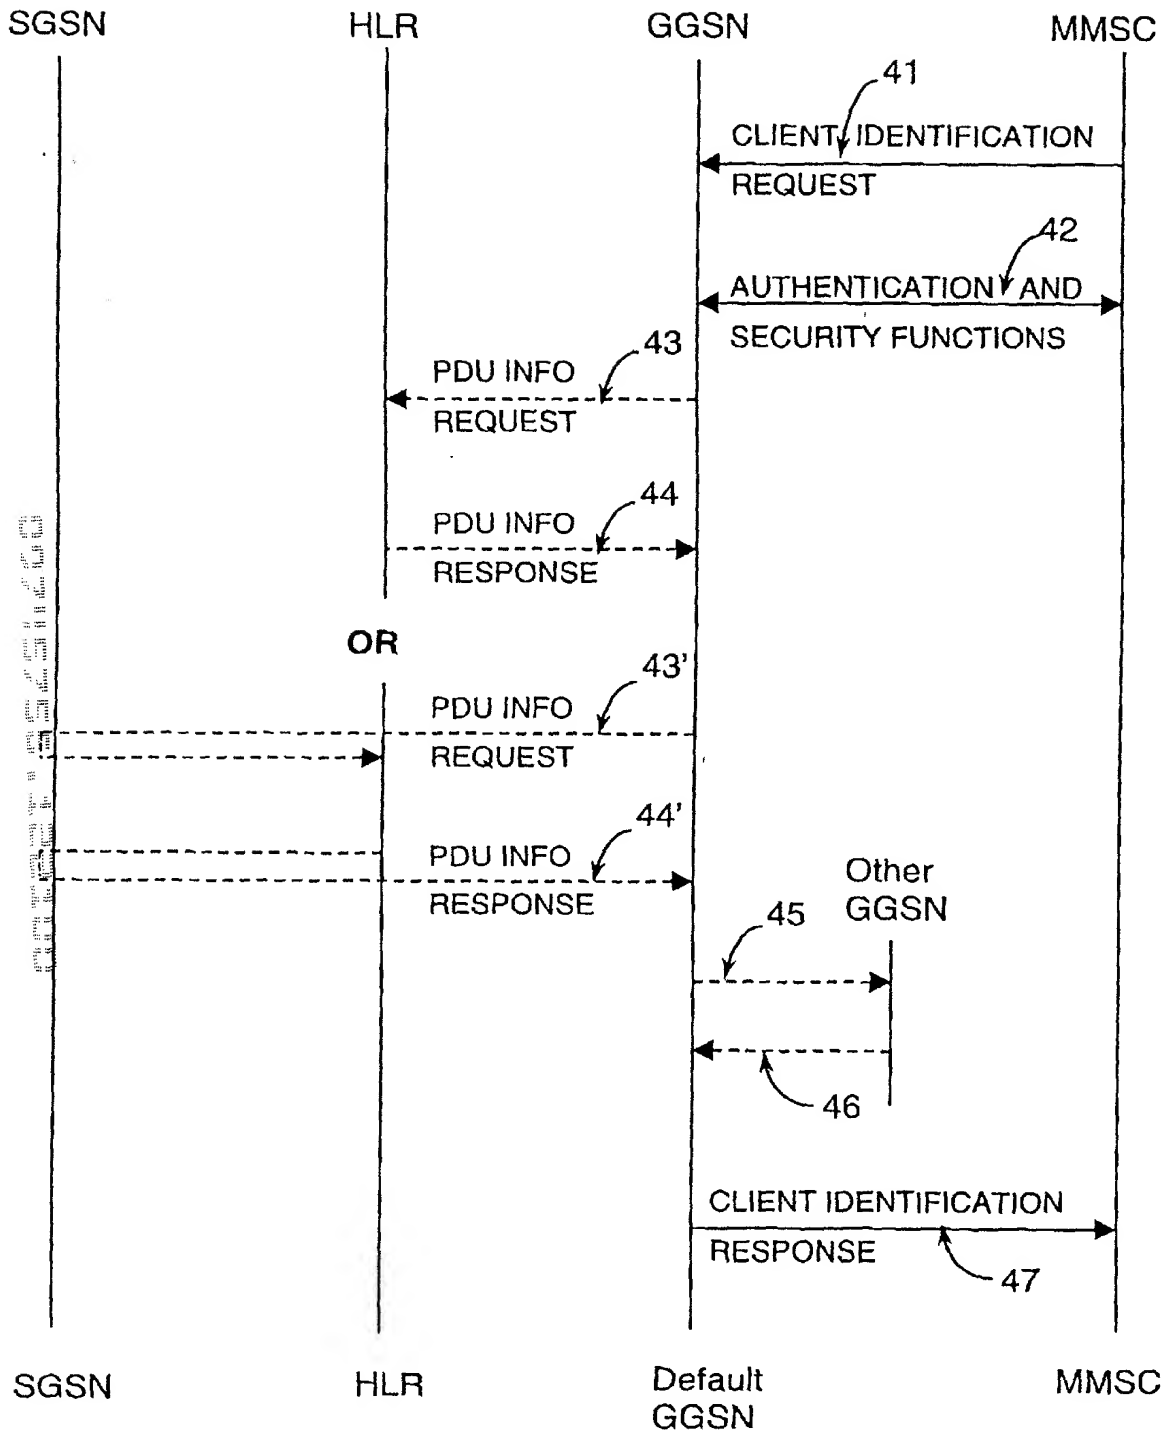 SGSN HLR GGSN MMSC
41
CLIENT IDENTIFICATION
REQUEST
42
AUTHENTICATION AND
SECURITY FUNCTIONS
43
PDU INFO
REQUEST
44
PDU INFO
RESPONSE
OR
43'
PDU INFO
REQUEST
44'
PDU INFO
RESPONSE
Other
GGSN
45
46
CLIENT IDENTIFICATION
RESPONSE
47
SGSN HLR Default MMSC
GGSN